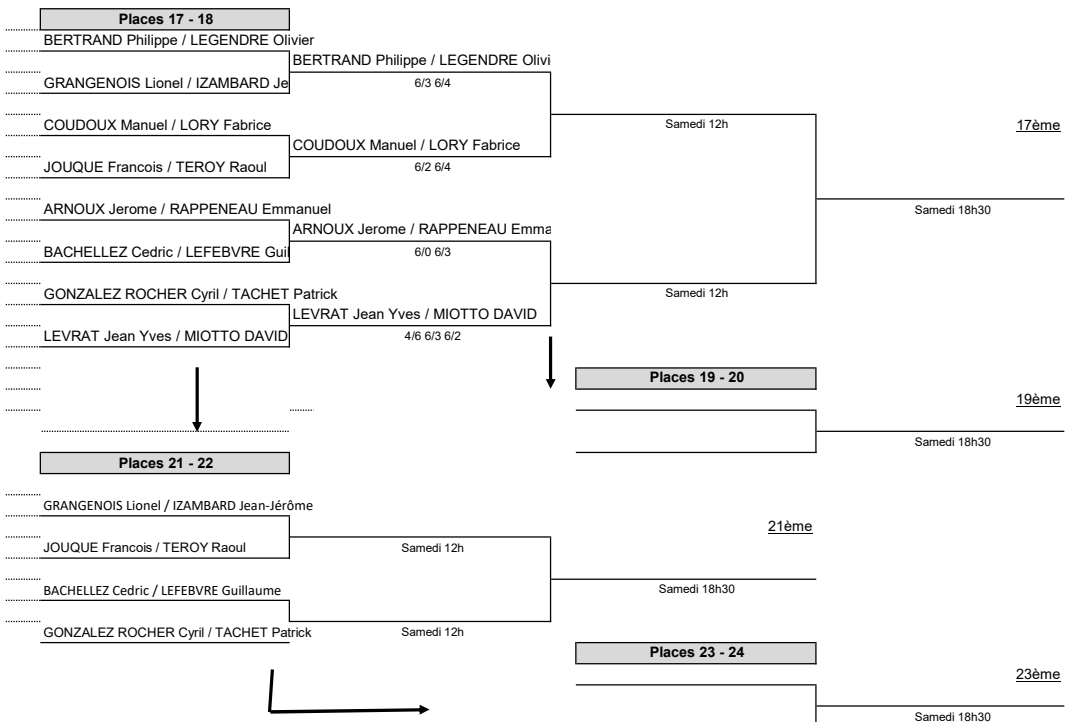 Places 17 - 18
BERTRAND Philippe / LEGENDRE Olivier
BERTRAND Philippe / LEGENDRE Olivi
GRANGENOIS Lionel / IZAMBARD Je
6/3 6/4
COUDOUX Manuel / LORY Fabrice
Samedi 12h
17ème
COUDOUX Manuel / LORY Fabrice
JOUQUE Francois / TEROY Raoul
6/2 6/4
ARNOUX Jerome / RAPPENEAU Emmanuel
Samedi 18h30
ARNOUX Jerome / RAPPENEAU Emma
BACHELLEZ Cedric / LEFEBVRE Guil
6/0 6/3
GONZALEZ ROCHER Cyril / TACHET Patrick
Samedi 12h
LEVRAT Jean Yves / MIOTTO DAVID
LEVRAT Jean Yves / MIOTTO DAVID
4/6 6/3 6/2
Places 19 - 20
19ème
Samedi 18h30
Places 21 - 22
GRANGENOIS Lionel / IZAMBARD Jean-Jérôme
21ème
JOUQUE Francois / TEROY Raoul
Samedi 12h
BACHELLEZ Cedric / LEFEBVRE Guillaume
Samedi 18h30
GONZALEZ ROCHER Cyril / TACHET Patrick
Samedi 12h
Places 23 - 24
23ème
Samedi 18h30